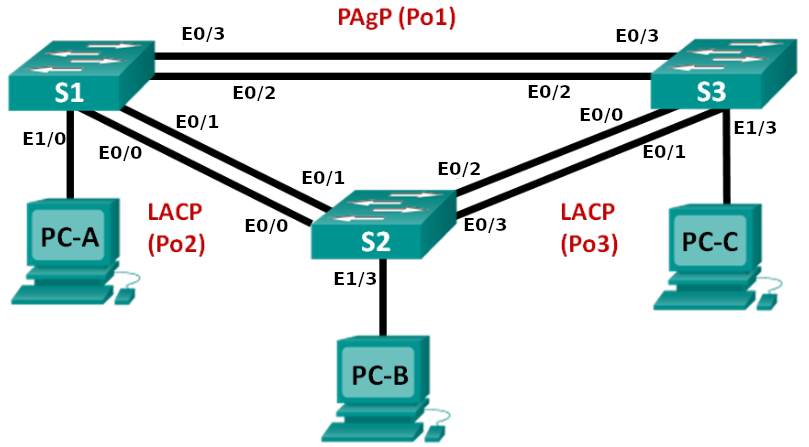 PAgP (Po1)
E0/3
E0/3
S1
S3
E0/2
E0/2
E0/1
E0/0
E1/0
E0/0
E1/3
E0/1
E0/1
E0/2
LACP
(Po2)
E0/0
E0/3
LACP
(Po3)
PC-A
S2
PC-C
E1/3
PC-B